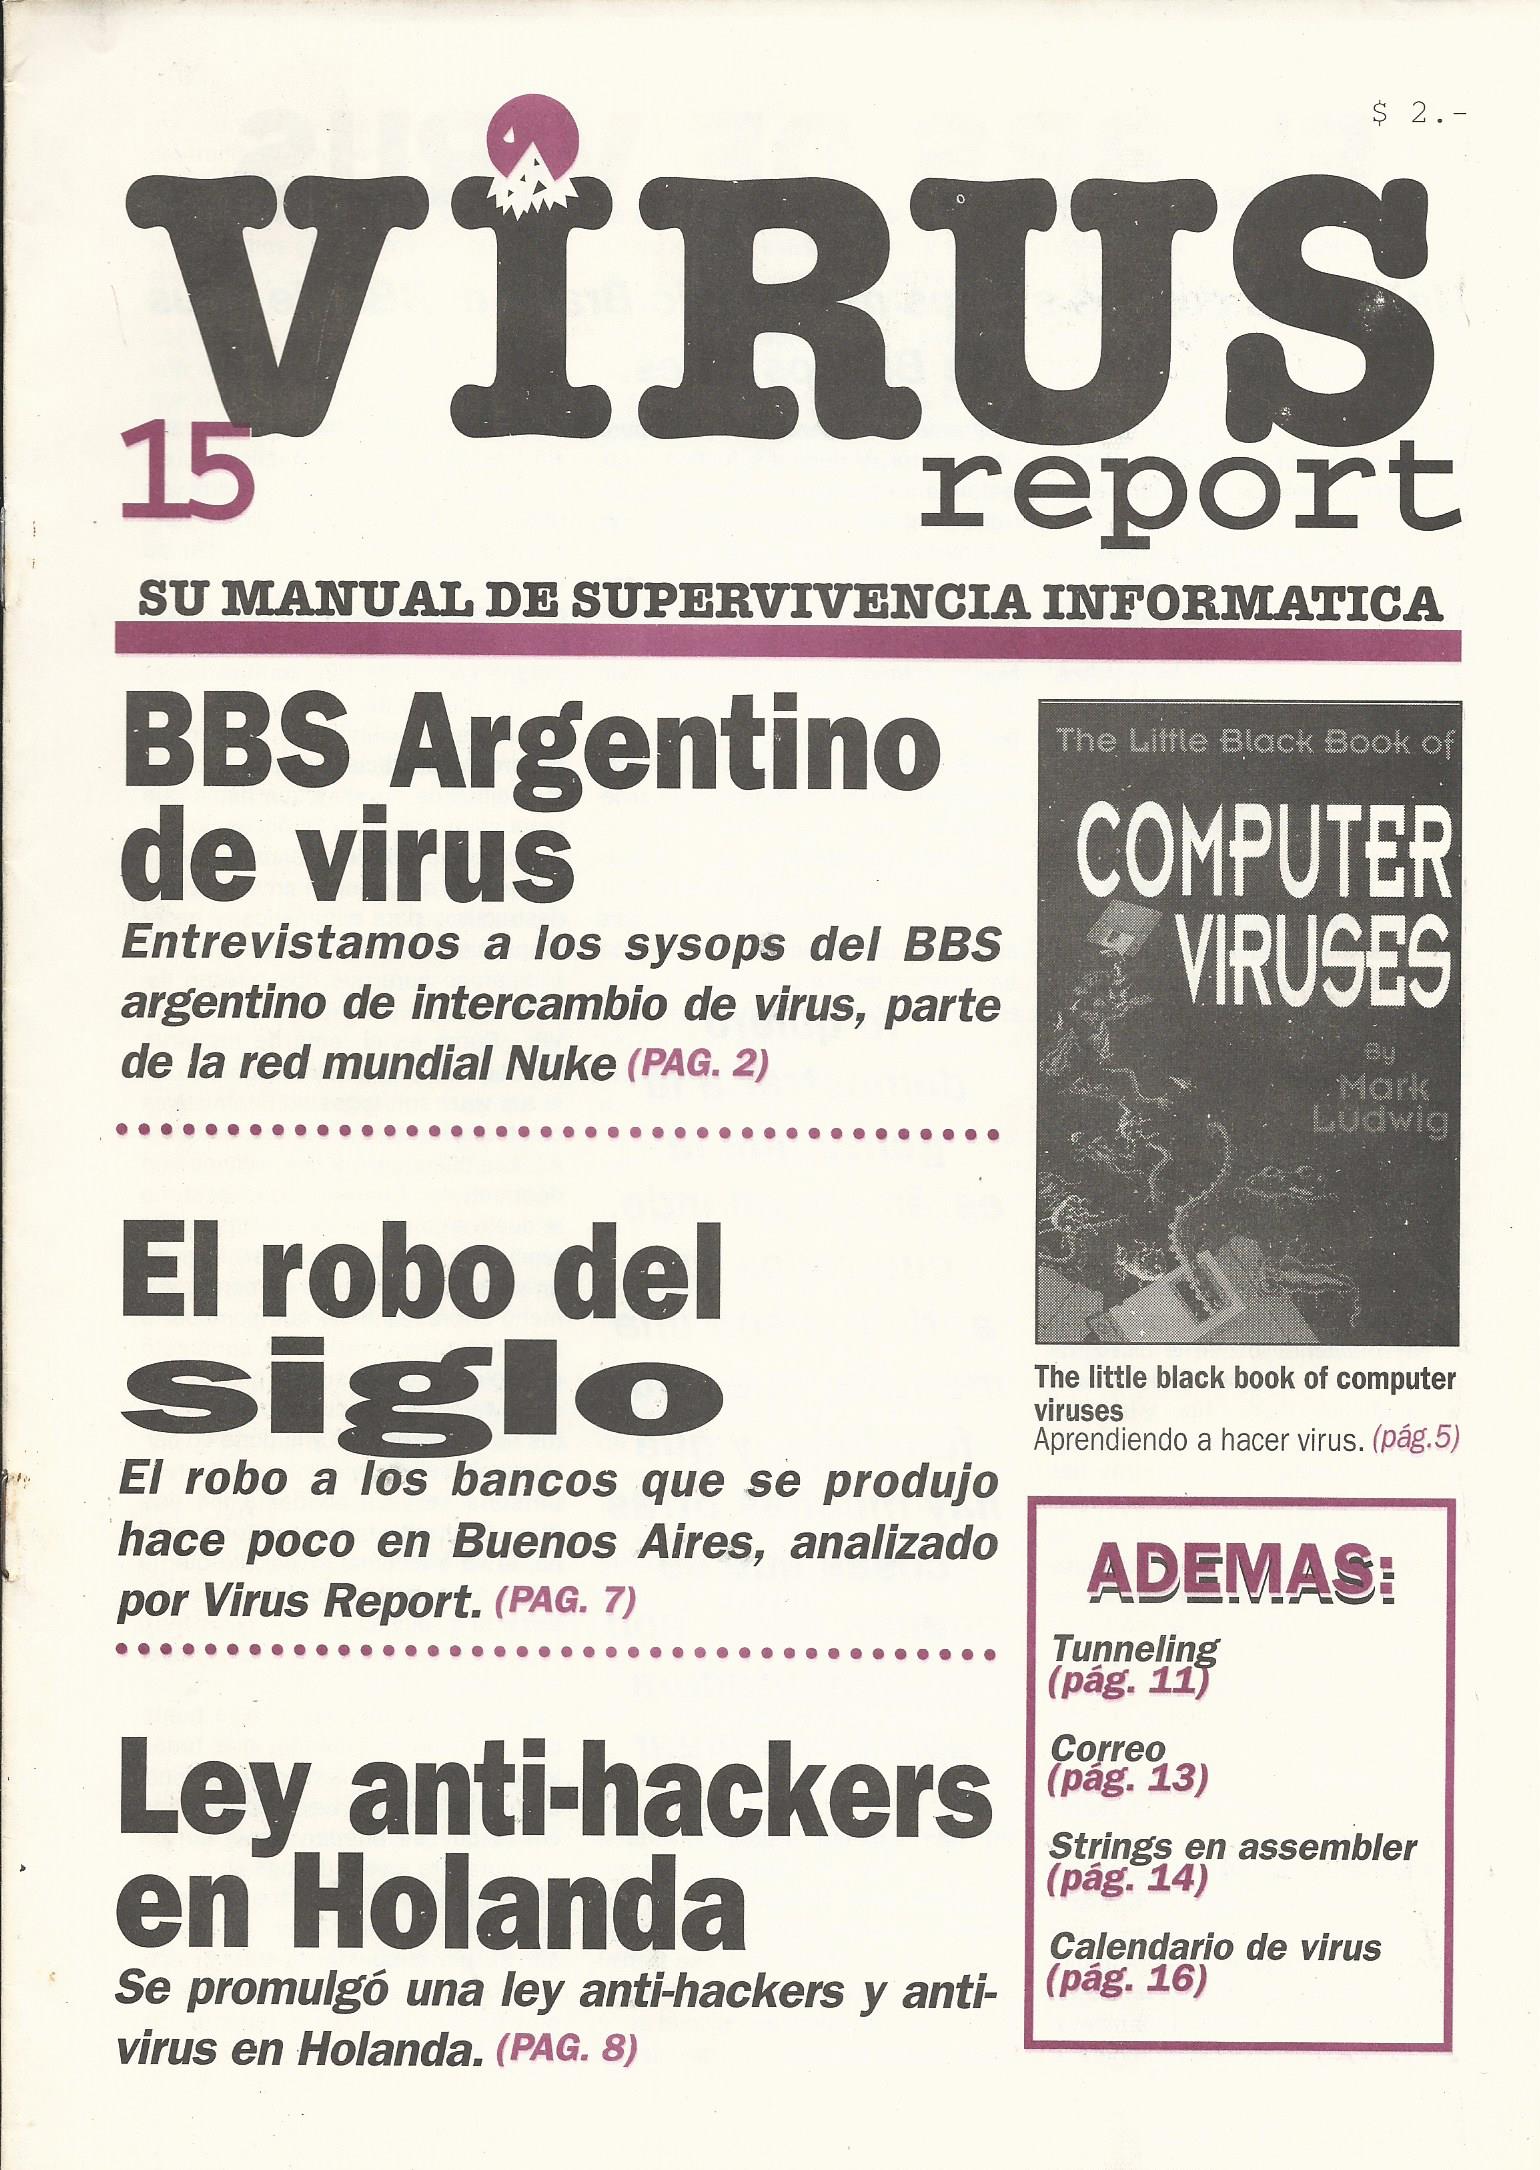 $ 2.-
VIRUS
15
report
SU MANUAL DE SUPERVIVENCIA INFORMATICA
BBS Argentino
de virus
Entrevistamos a los sysops del BBS
argentino de intercambio de virus, parte
de la red mundial Nuke (PAG. 2)
El robo del
siglo
El robo a los bancos que se produjo
hace poco en Buenos Aires, analizado
por Virus Report. (PAG. 7)
Ley anti-hackers
en Holanda
Se promulgó una ley anti-hackers y anti-
virus en Holanda. (PAG. 8)
The Little Black Book of
COMPUTER
VIRUSES
By
Mark
Ludwig
The little black book of computer
viruses
Aprendiendo a hacer virus. (pág.5)
ADEMAS:
Tunneling
(pág. 11)
Correo
(pág. 13)
Strings en assembler
(pág. 14)
Calendario de virus
(pág. 16)